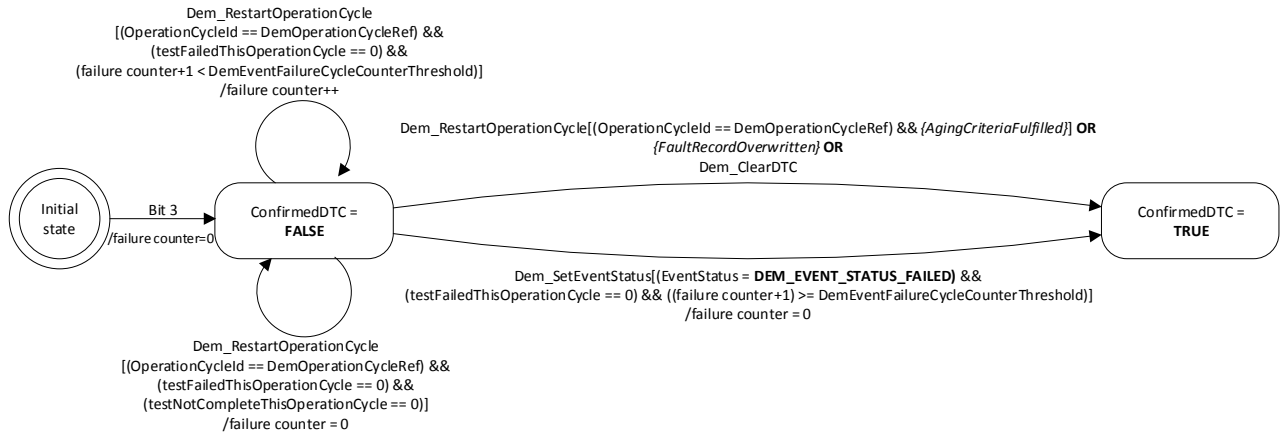 Dem_RestartOperationCycle
[(OperationCycleId == DemOperationCycleRef) &&
(testFailedThisOperationCycle == 0) &&
(failure counter+1 < DemEventFailureCycleCounterThreshold)]
/failure counter++
Dem_RestartOperationCycle[(OperationCycleId == DemOperationCycleRef) && {AgingCriteriaFulfilled}] OR
{FaultRecordOverwritten} OR
Dem_ClearDTC
Initial
state
Bit 3
/failure counter=0
ConfirmedDTC =
FALSE
ConfirmedDTC =
TRUE
Dem_SetEventStatus[(EventStatus = DEM_EVENT_STATUS_FAILED) &&
(testFailedThisOperationCycle == 0) && ((failure counter+1) >= DemEventFailureCycleCounterThreshold)]
/failure counter = 0
Dem_RestartOperationCycle
[(OperationCycleId == DemOperationCycleRef) &&
(testFailedThisOperationCycle == 0) &&
(testNotCompleteThisOperationCycle == 0)]
/failure counter = 0